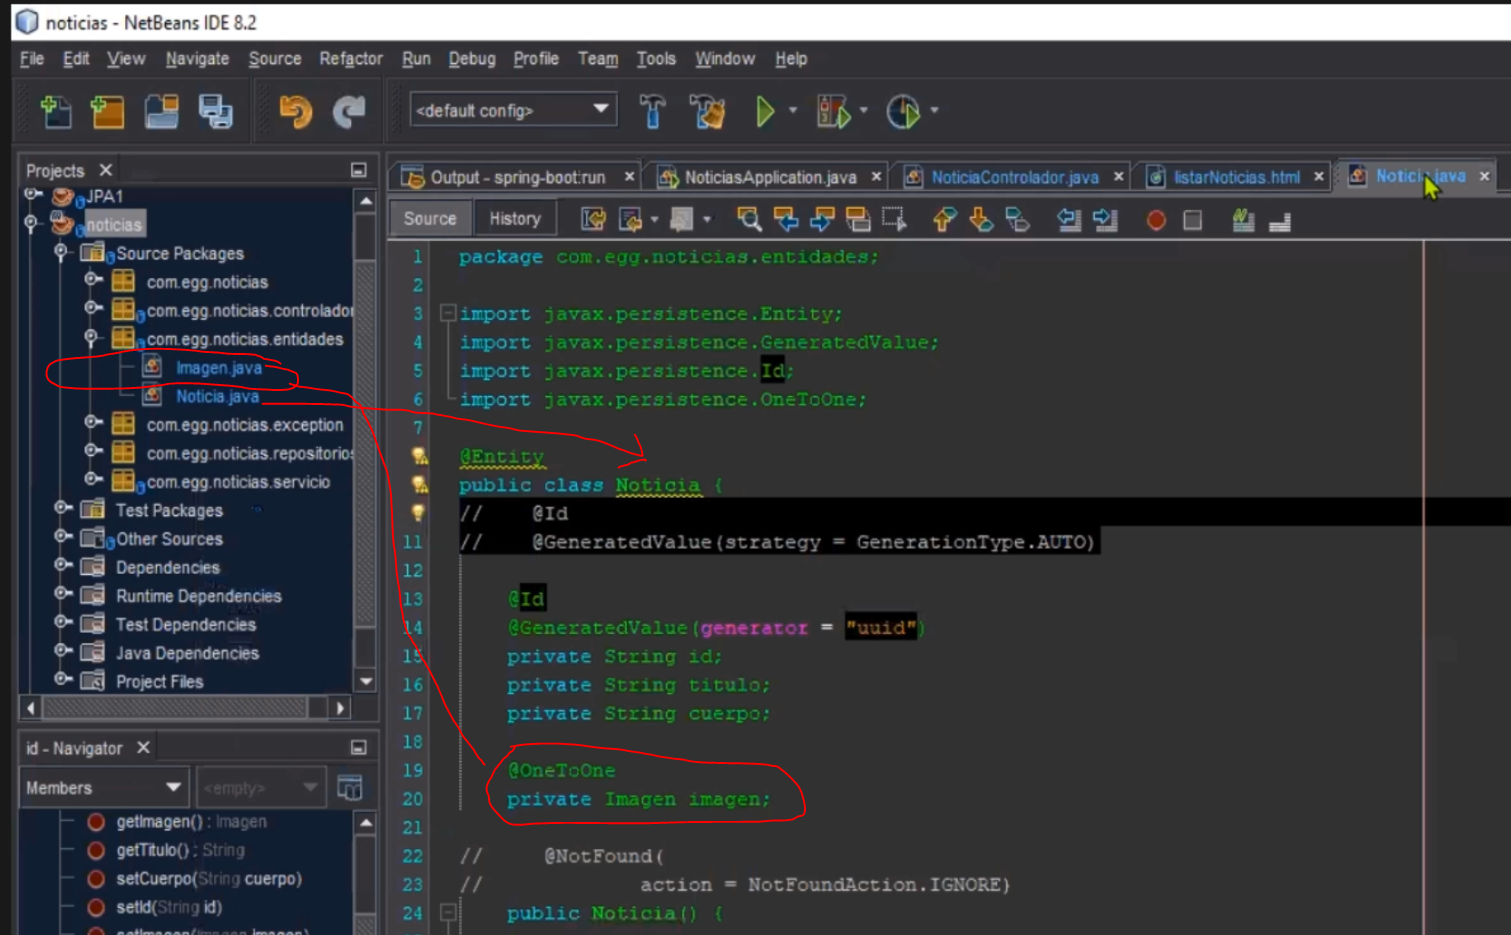 noticias - NetBeans IDE 8.2
File Edit View Navigate Source Refactor Run Debug Profile Team Tools Window Help
<default config>
Projects
JPA1
noticias
Source Packages
com.egg.noticias
com.egg.noticias.controlador
com.egg.noticias.entidades
Imagen.java
Noticia.java
com.egg.noticias.exception
com.egg.noticias.repositorios
com.egg.noticias.servicio
Test Packages
Other Sources
Dependencies
Runtime Dependencies
Test Dependencies
Java Dependencies
Project Files
id - Navigator
Members <empty>
getImagen() : Imagen
getTitulo() : String
setCuerpo(String cuerpo)
setId(String id)
setImagen(Imagen imagen)
Output - spring-boot:run NoticiasApplication.java NoticiaControlador.java listarNoticias.html Noticia.java
Source History
1 package com.egg.noticias.entidades;
2
3 import javax.persistence.Entity;
4 import javax.persistence.GeneratedValue;
5 import javax.persistence.Id;
6 import javax.persistence.OneToOne;
7
@Entity
public class Noticia {
// @Id
11 // @GeneratedValue(strategy = GenerationType.AUTO)
12
13 @Id
14 @GeneratedValue(generator = "uuid")
15 private String id;
16 private String titulo;
17 private String cuerpo;
18
19 @OneToOne
20 private Imagen imagen;
21
22 // @NotFound(
23 // action = NotFoundAction.IGNORE)
24 public Noticia() {